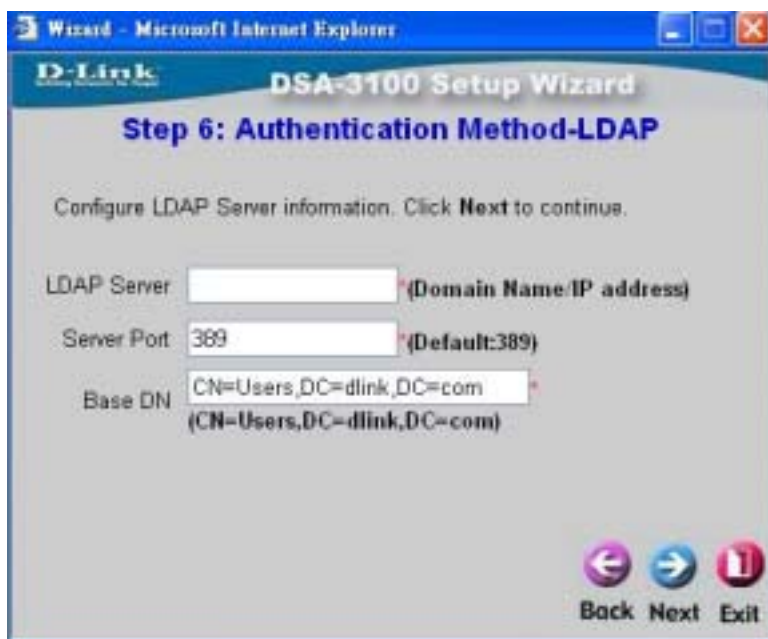 Wizard - Microsoft Internet Explorer
D-Link
DSA-3100 Setup Wizard
Step 6: Authentication Method-LDAP
Configure LDAP Server information. Click Next to continue.
LDAP Server *(Domain Name/IP address)
Server Port 389 *(Default:389)
Base DN CN=Users,DC=dlink,DC=com *
(CN=Users,DC=dlink,DC=com)
Back Next Exit